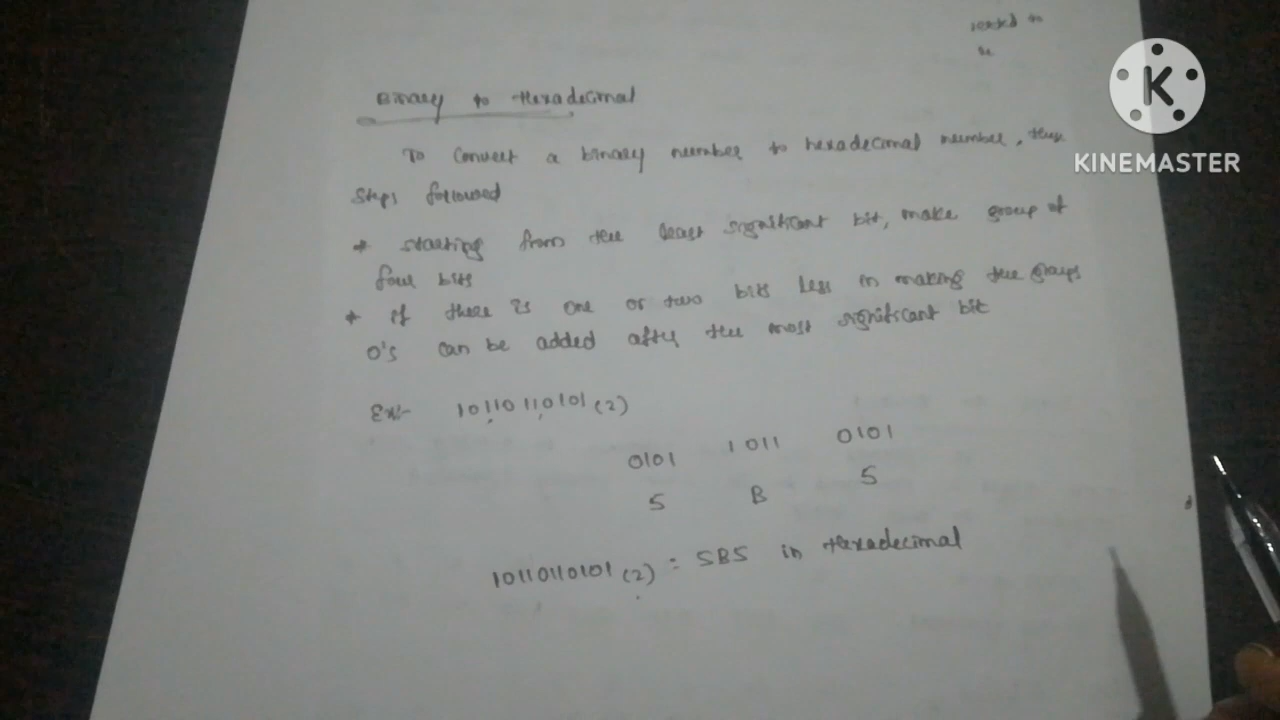 to
Binary to Hexadecimal
KINEMASTER
To convert a binary number to hexadecimal number, the
steps followed
* starting from the least significant bit, make group of
four bits
* if there is one or two bits less in making the groups
0's can be added after the most significant bit
Ex:- 10110110101 (2)
0101 1011 0101
5 B 5
10110110101 (2) = 5B5 in Hexadecimal